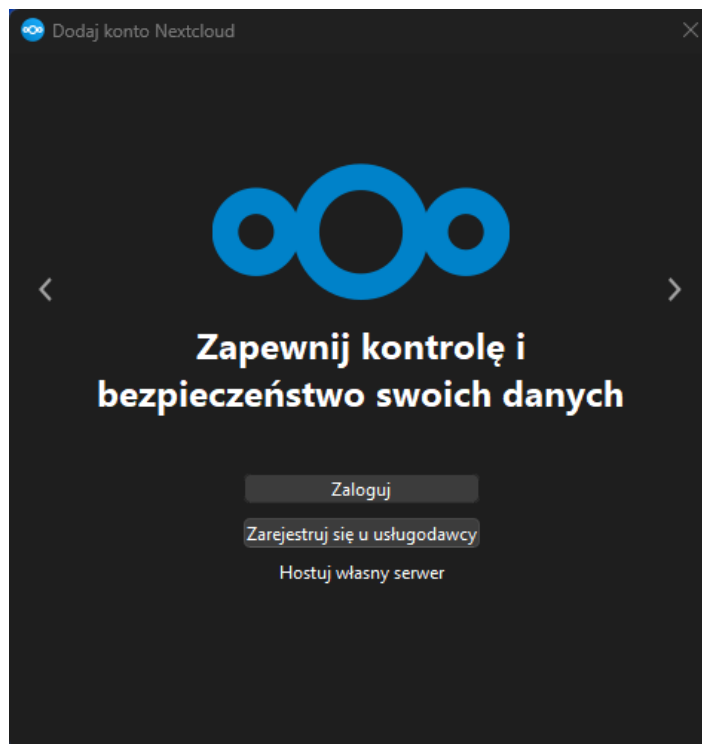 Dodaj konto Nextcloud
Zapewnij kontrolę i
bezpieczeństwo swoich danych
Zaloguj
Zarejestruj się u usługodawcy
Hostuj własny serwer